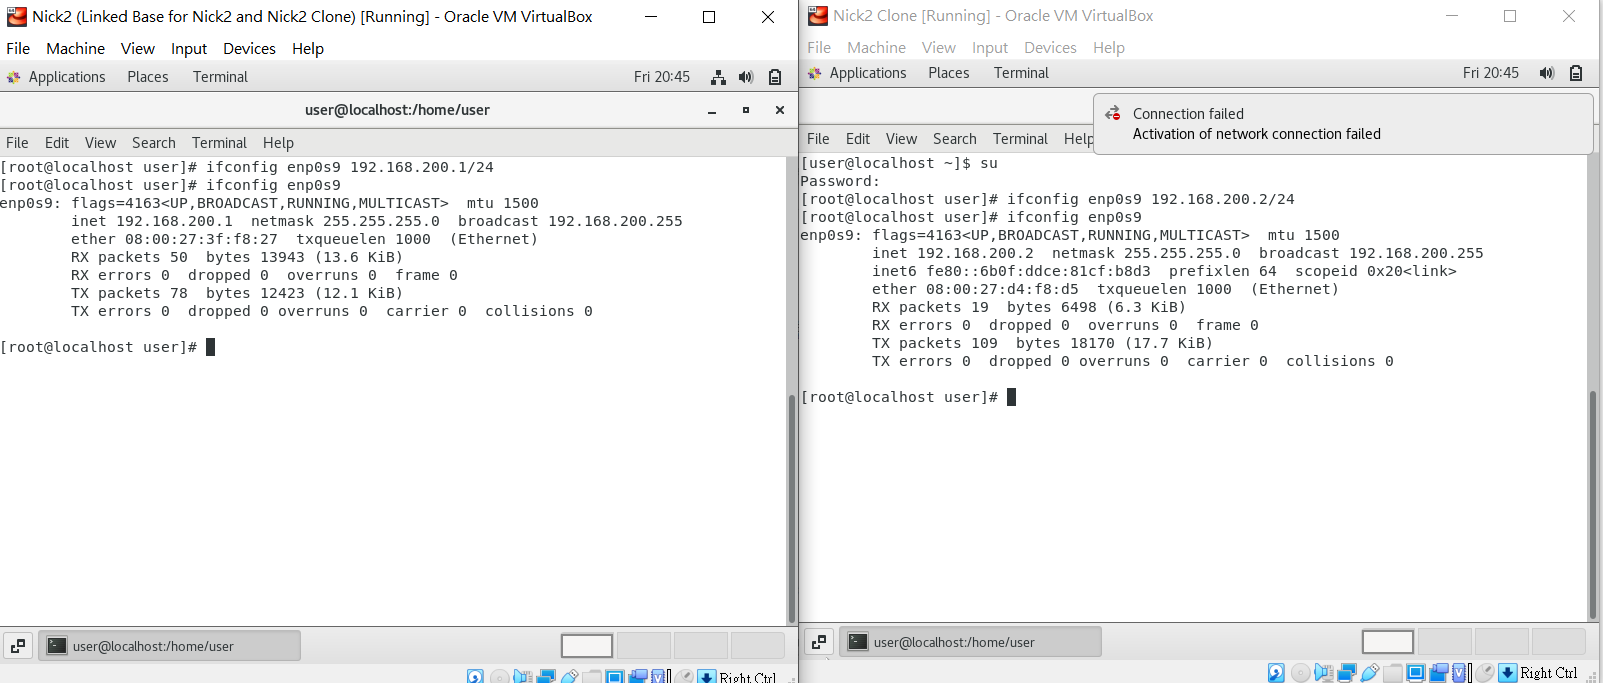 Nick2 (Linked Base for Nick2 and Nick2 Clone) [Running] - Oracle VM VirtualBox
File Machine View Input Devices Help
Applications Places Terminal Fri 20:45
user@localhost:/home/user
File Edit View Search Terminal Help
[root@localhost user]# ifconfig enp0s9 192.168.200.1/24
[root@localhost user]# ifconfig enp0s9
enp0s9: flags=4163<UP,BROADCAST,RUNNING,MULTICAST>  mtu 1500
        inet 192.168.200.1  netmask 255.255.255.0  broadcast 192.168.200.255
        ether 08:00:27:3f:f8:27  txqueuelen 1000  (Ethernet)
        RX packets 50  bytes 13943 (13.6 KiB)
        RX errors 0  dropped 0  overruns 0  frame 0
        TX packets 78  bytes 12423 (12.1 KiB)
        TX errors 0  dropped 0 overruns 0  carrier 0  collisions 0
[root@localhost user]#
user@localhost:/home/user
Right Ctrl
Nick2 Clone [Running] - Oracle VM VirtualBox
File Machine View Input Devices Help
Applications Places Terminal Fri 20:45
Connection failed
Activation of network connection failed
File Edit View Search Terminal Help
[user@localhost ~]$ su
Password:
[root@localhost user]# ifconfig enp0s9 192.168.200.2/24
[root@localhost user]# ifconfig enp0s9
enp0s9: flags=4163<UP,BROADCAST,RUNNING,MULTICAST>  mtu 1500
        inet 192.168.200.2  netmask 255.255.255.0  broadcast 192.168.200.255
        inet6 fe80::6b0f:ddce:81cf:b8d3  prefixlen 64  scopeid 0x20<link>
        ether 08:00:27:d4:f8:d5  txqueuelen 1000  (Ethernet)
        RX packets 19  bytes 6498 (6.3 KiB)
        RX errors 0  dropped 0  overruns 0  frame 0
        TX packets 109  bytes 18170 (17.7 KiB)
        TX errors 0  dropped 0 overruns 0  carrier 0  collisions 0
[root@localhost user]#
user@localhost:/home/user
Right Ctrl